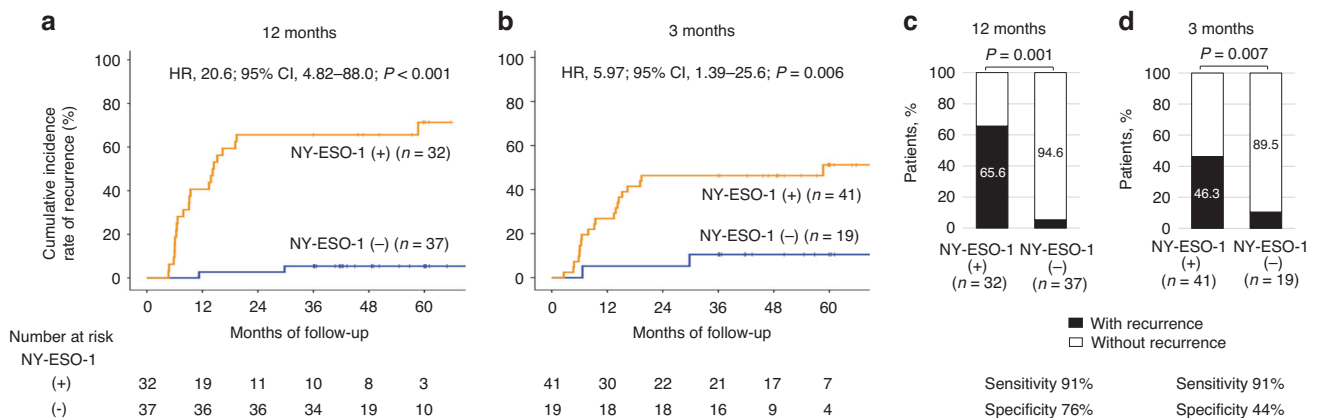 a
12 months
100
80
60
40
20
0
Cumulative incidence
rate of recurrence (%)
HR, 20.6; 95% CI, 4.82–88.0; P < 0.001
NY-ESO-1 (+) (n = 32)
NY-ESO-1 (–) (n = 37)
0 12 24 36 48 60
Months of follow-up
b
3 months
100
80
60
40
20
0
HR, 5.97; 95% CI, 1.39–25.6; P = 0.006
NY-ESO-1 (+) (n = 41)
NY-ESO-1 (–) (n = 19)
0 12 24 36 48 60
Months of follow-up
Number at risk
NY-ESO-1
(+) 32 19 11 10 8 3 41 30 22 21 17 7
(-) 37 36 36 34 19 10 19 18 18 16 9 4
c
12 months
P = 0.001
100
80
60
40
20
0
Patients, %
65.6
94.6
NY-ESO-1 NY-ESO-1
(+) (–)
(n = 32) (n = 37)
d
3 months
P = 0.007
100
80
60
40
20
0
Patients, %
46.3
89.5
NY-ESO-1 NY-ESO-1
(+) (–)
(n = 41) (n = 19)
With recurrence
Without recurrence
Sensitivity 91% Sensitivity 91%
Specificity 76% Specificity 44%